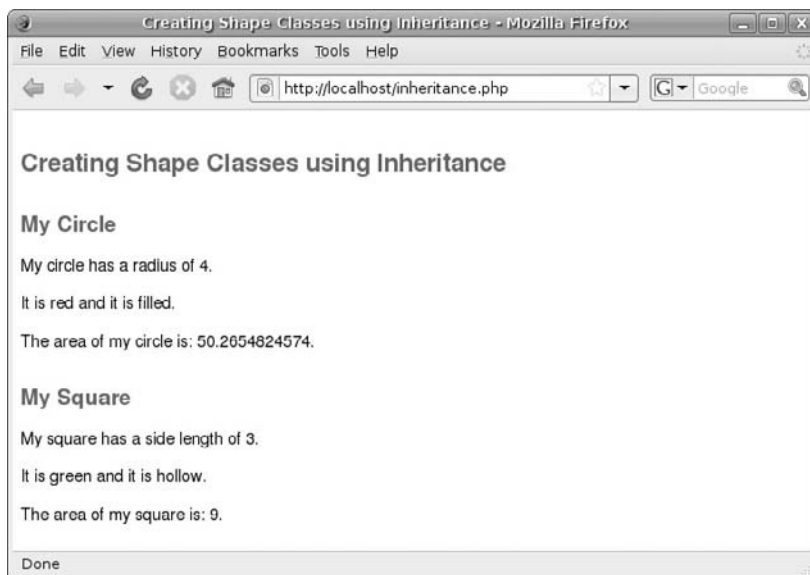 Creating Shape Classes using Inheritance - Mozilla Firefox
File Edit View History Bookmarks Tools Help
http://localhost/inheritance.php G Google
Creating Shape Classes using Inheritance
My Circle
My circle has a radius of 4.
It is red and it is filled.
The area of my circle is: 50.2654824574.
My Square
My square has a side length of 3.
It is green and it is hollow.
The area of my square is: 9.
Done